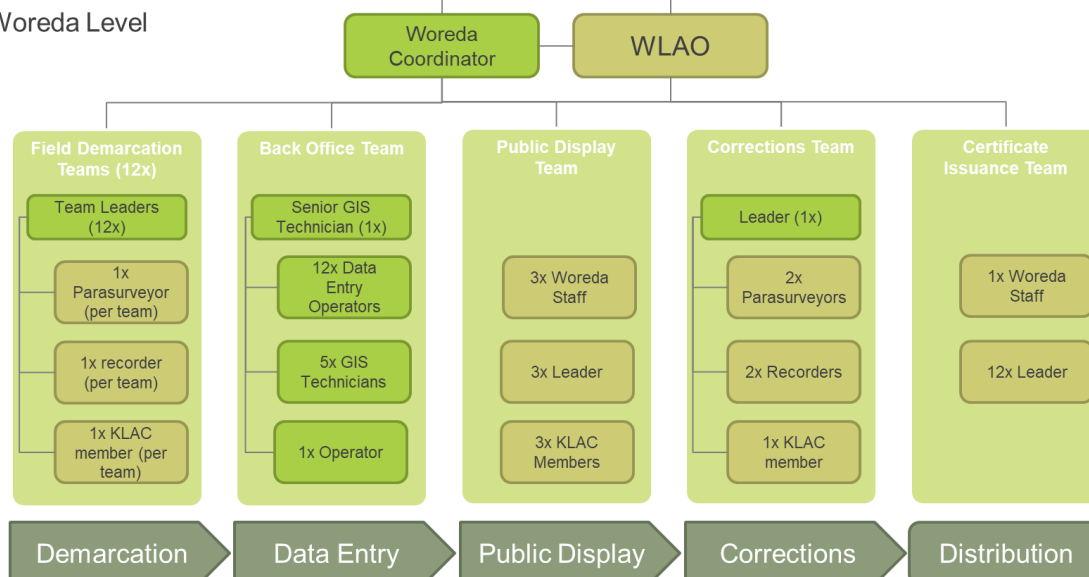 Woreda Level
Woreda
Coordinator
WLAO
Field Demarcation
Teams (12x)
Team Leaders
(12x)
1x
Parasurveyor
(per team)
1x recorder
(per team)
1x KLAC
member (per
team)
Back Office Team
Senior GIS
Technician (1x)
12x Data
Entry
Operators
5x GIS
Technicians
1x Operator
Public Display
Team
3x Woreda
Staff
3x Leader
3x KLAC
Members
Corrections Team
Leader (1x)
2x
Parasurveyors
2x Recorders
1x KLAC
member
Certificate
Issuance Team
1x Woreda
Staff
12x Leader
Demarcation
Data Entry
Public Display
Corrections
Distribution